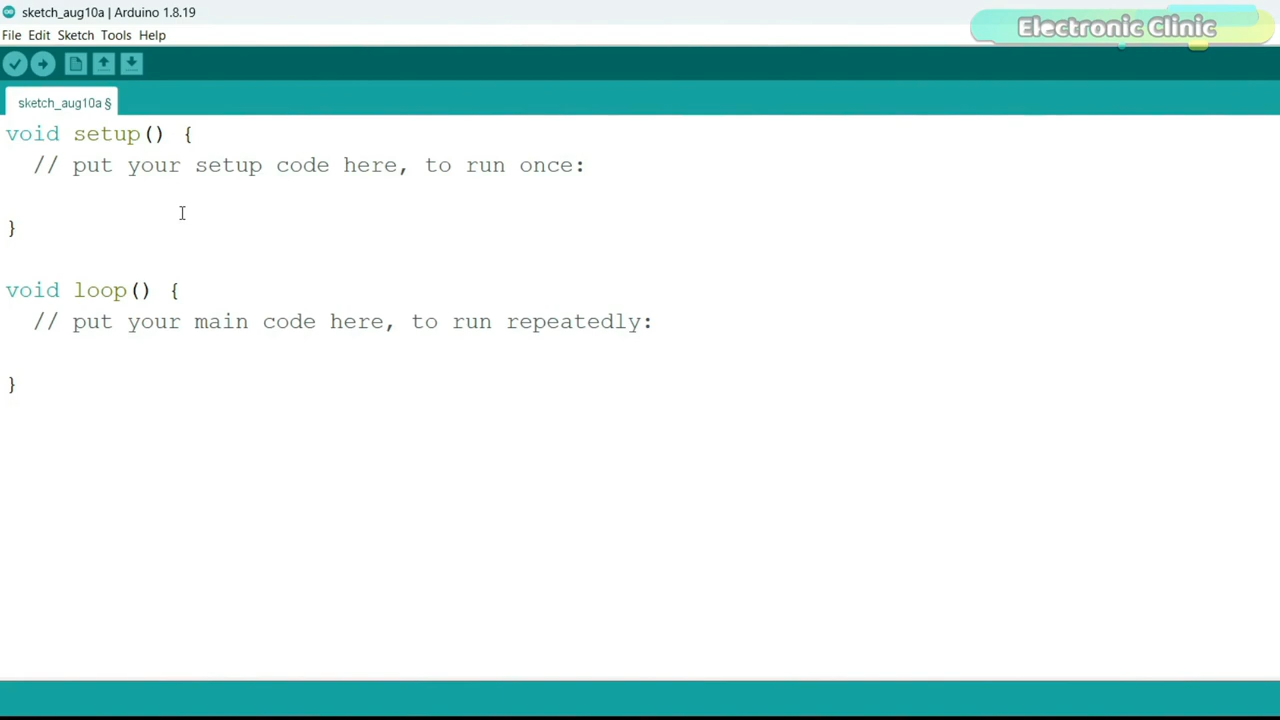 sketch_aug10a | Arduino 1.8.19
Electronic Clinic
File Edit Sketch Tools Help
sketch_aug10a §
void setup() {
  // put your setup code here, to run once:
}
void loop() {
  // put your main code here, to run repeatedly:
}